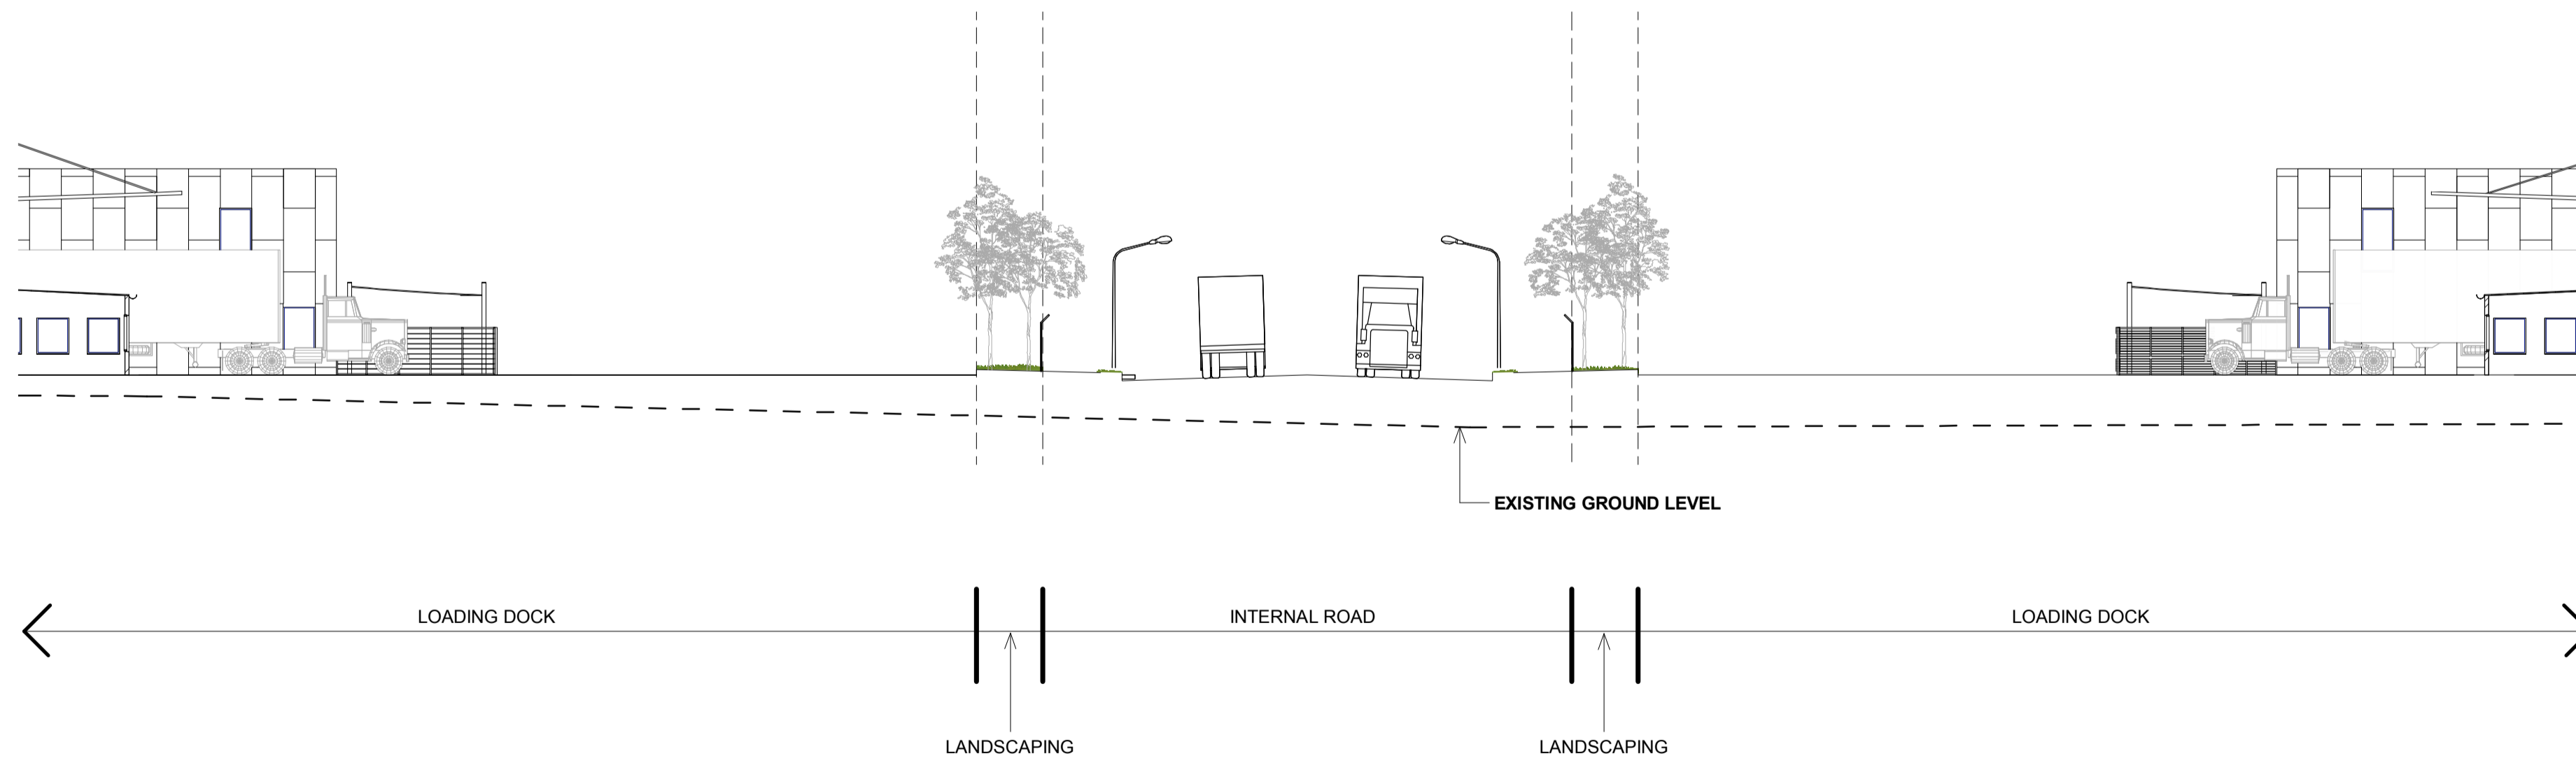 EXISTING GROUND LEVEL
LOADING DOCK
INTERNAL ROAD
LOADING DOCK
LANDSCAPING
LANDSCAPING